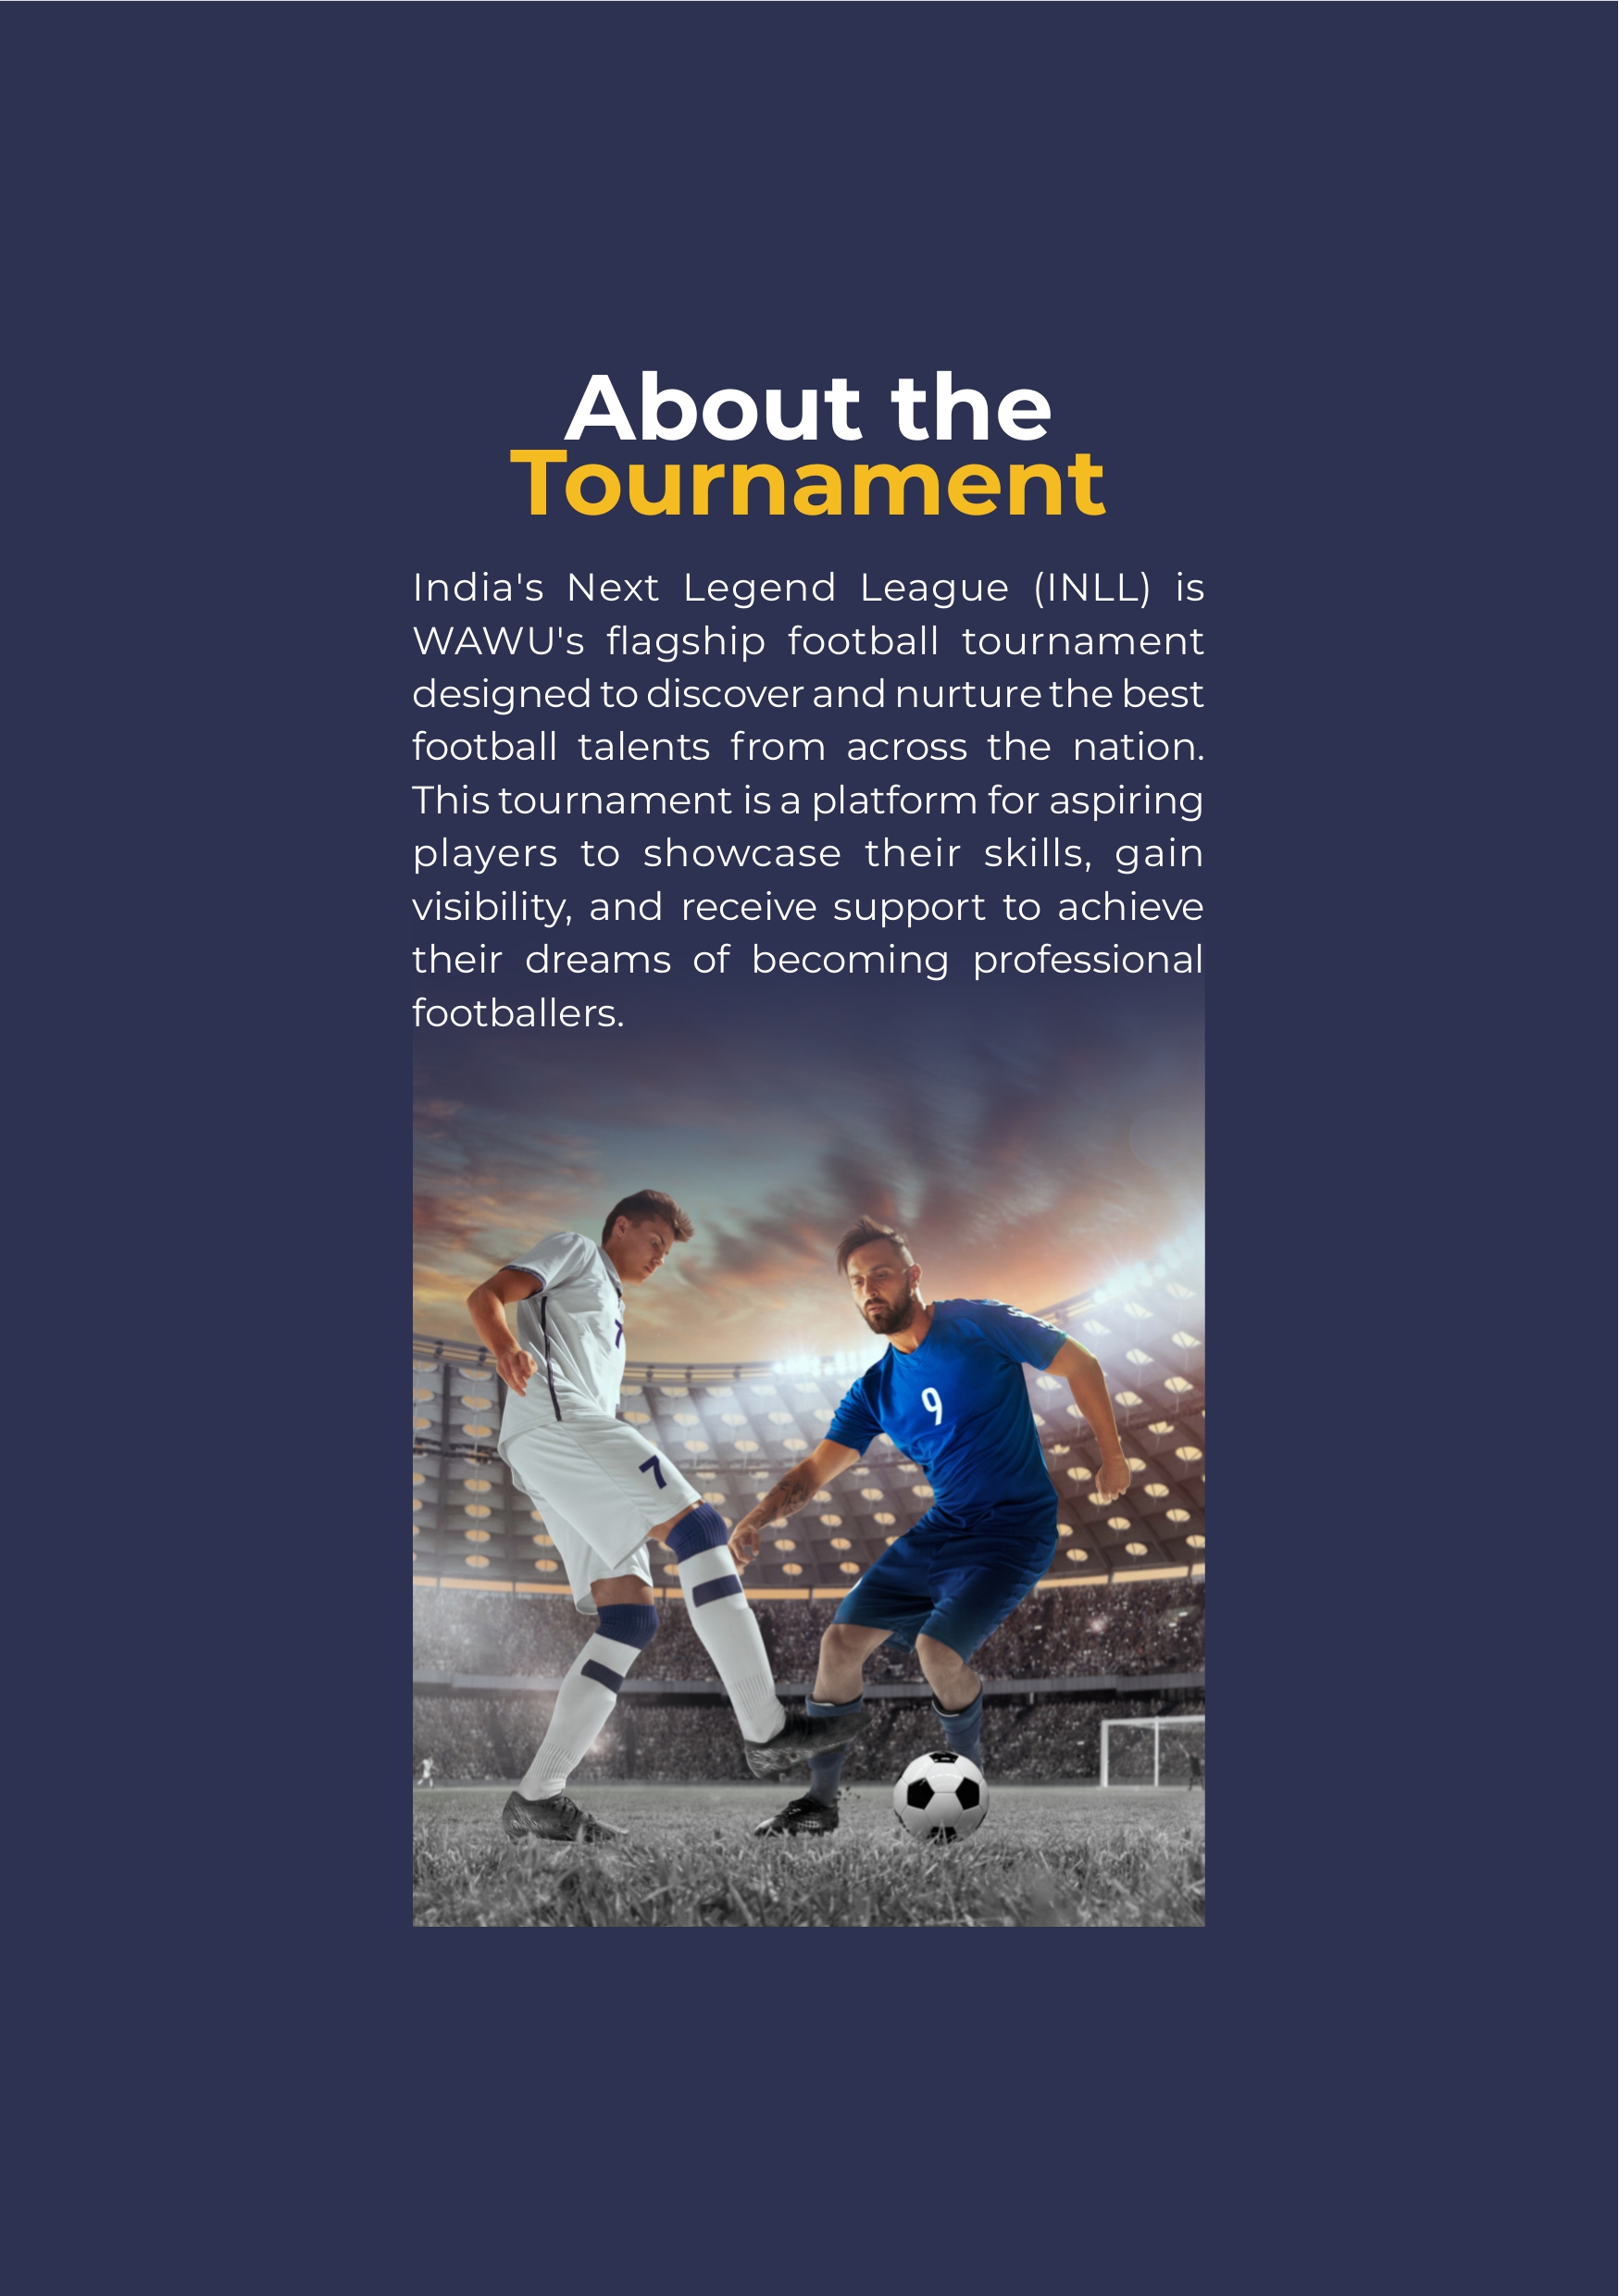 About the
Tournament
India's Next Legend League (INLL) is
WAWU's flagship football tournament
designed to discover and nurture the best
football talents from across the nation.
This tournament is a platform for aspiring
players to showcase their skills, gain
visibility, and receive support to achieve
their dreams of becoming professional
footballers.
7
9
7